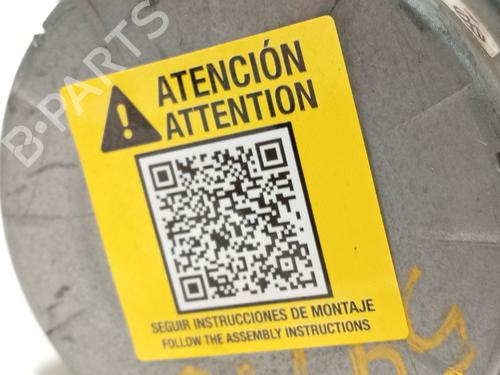 B-PARTS
ATENCIÓN
ATTENTION
SEGUIR INSTRUCCIONES DE MONTAJE
FOLLOW THE ASSEMBLY INSTRUCTIONS